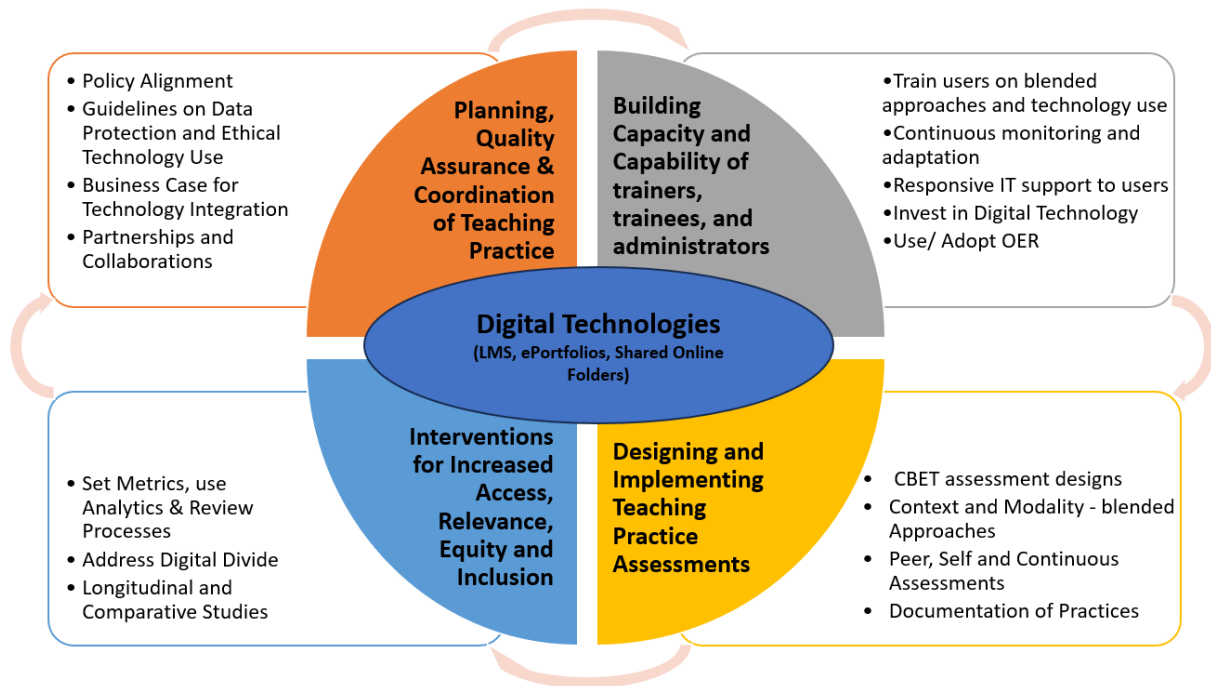 • Policy Alignment
• Guidelines on Data
Protection and Ethical
Technology Use
• Business Case for
Technology Integration
• Partnerships and
Collaborations
Planning,
Quality
Assurance &
Coordination
of Teaching
Practice
Building
Capacity and
Capability of
trainers,
trainees, and
administrators
•Train users on blended
approaches and technology use
•Continuous monitoring and
adaptation
•Responsive IT support to users
•Invest in Digital Technology
•Use/ Adopt OER
Digital Technologies
(LMS, ePortfolios, Shared Online
Folders)
• Set Metrics, use
Analytics & Review
Processes
• Address Digital Divide
• Longitudinal and
Comparative Studies
Interventions
for Increased
Access,
Relevance,
Equity and
Inclusion
Designing and
Implementing
Teaching
Practice
Assessments
• CBET assessment designs
• Context and Modality - blended
Approaches
• Peer, Self and Continuous
Assessments
• Documentation of Practices